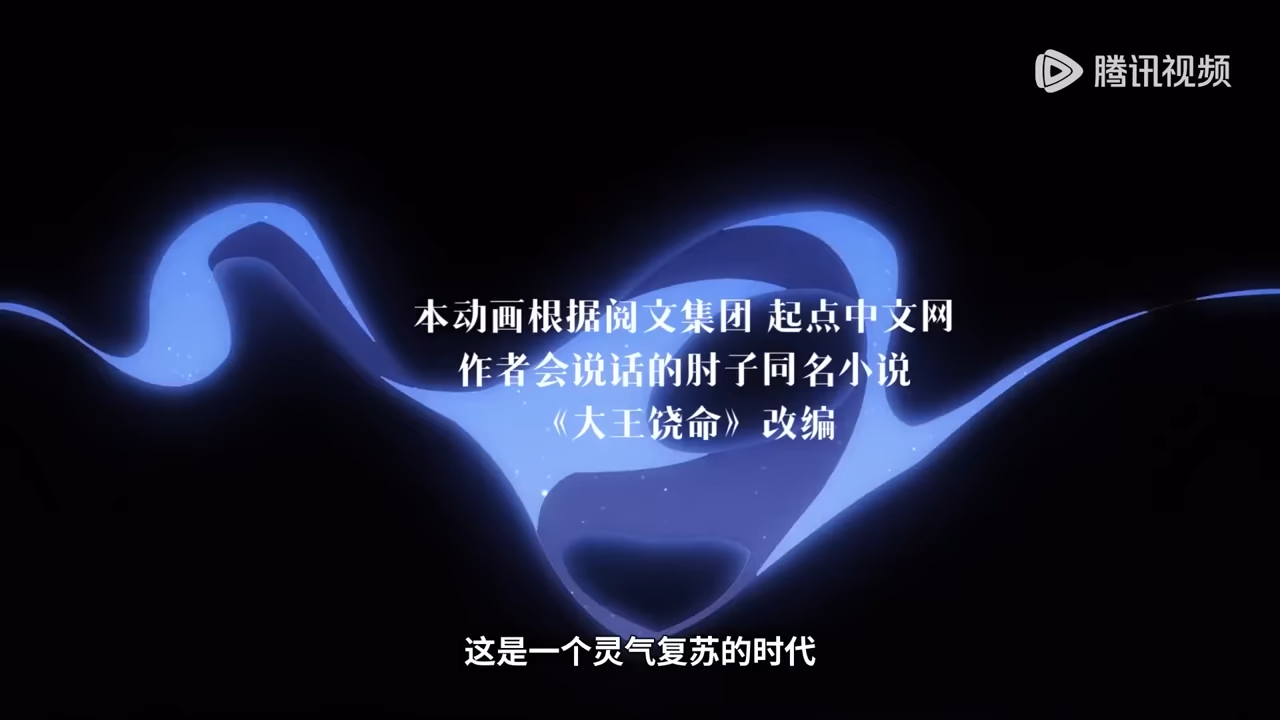 腾讯视频
本动画根据阅文集团 起点中文网
作者会说话的肘子同名小说
《大王饶命》改编
这是一个灵气复苏的时代